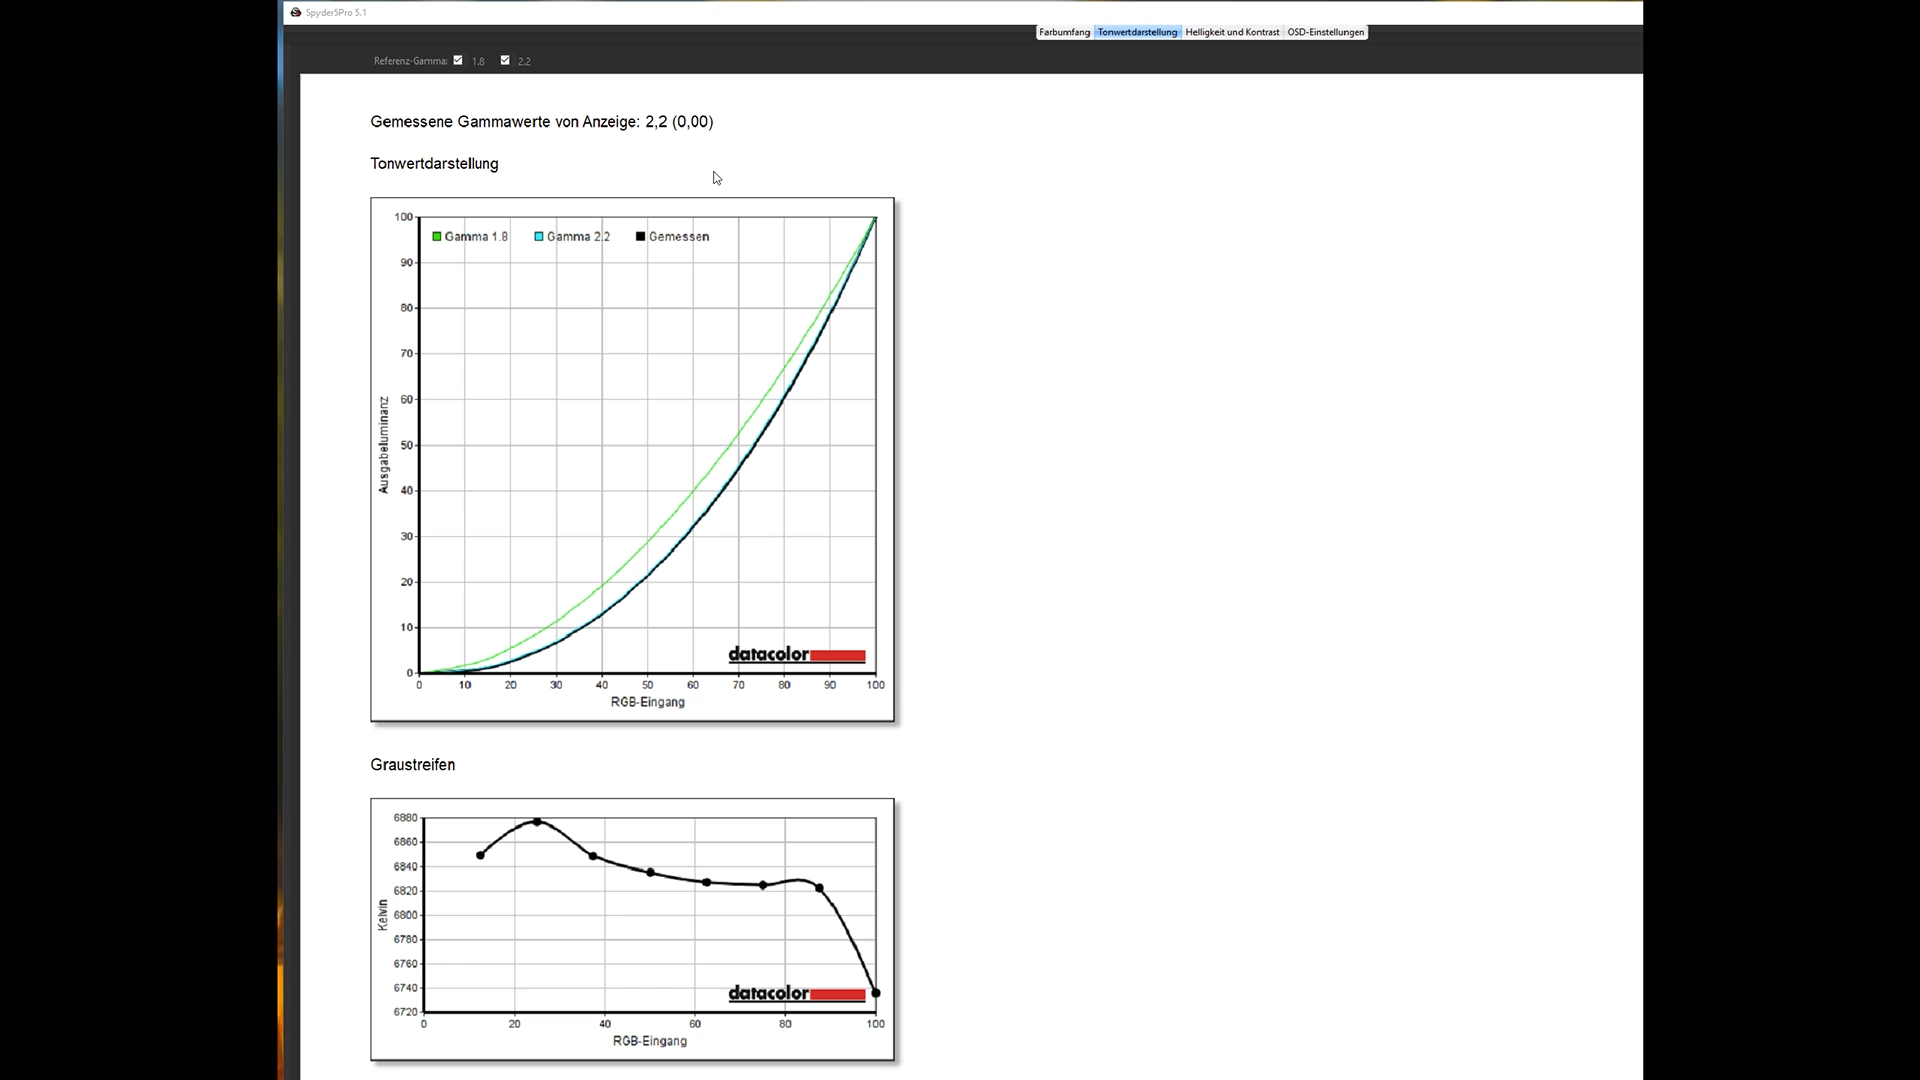 Spyder5Pro 5.1
Farbumfang Tonwertdarstellung Helligkeit und Kontrast OSD-Einstellungen
Referenz-Gamma: 1.8 2.2
Gemessene Gammawerte von Anzeige: 2,2 (0,00)
Tonwertdarstellung
Gamma 1.8 Gamma 2.2 Gemessen
100
90
80
70
60
50
40
30
20
10
0
Ausgabeluminanz
datacolor
0 10 20 30 40 50 60 70 80 90 100
RGB-Eingang
Graustreifen
6880
6860
6840
6820
6800
6780
6760
6740
6720
Kelvin
datacolor
0 20 40 60 80 100
RGB-Eingang